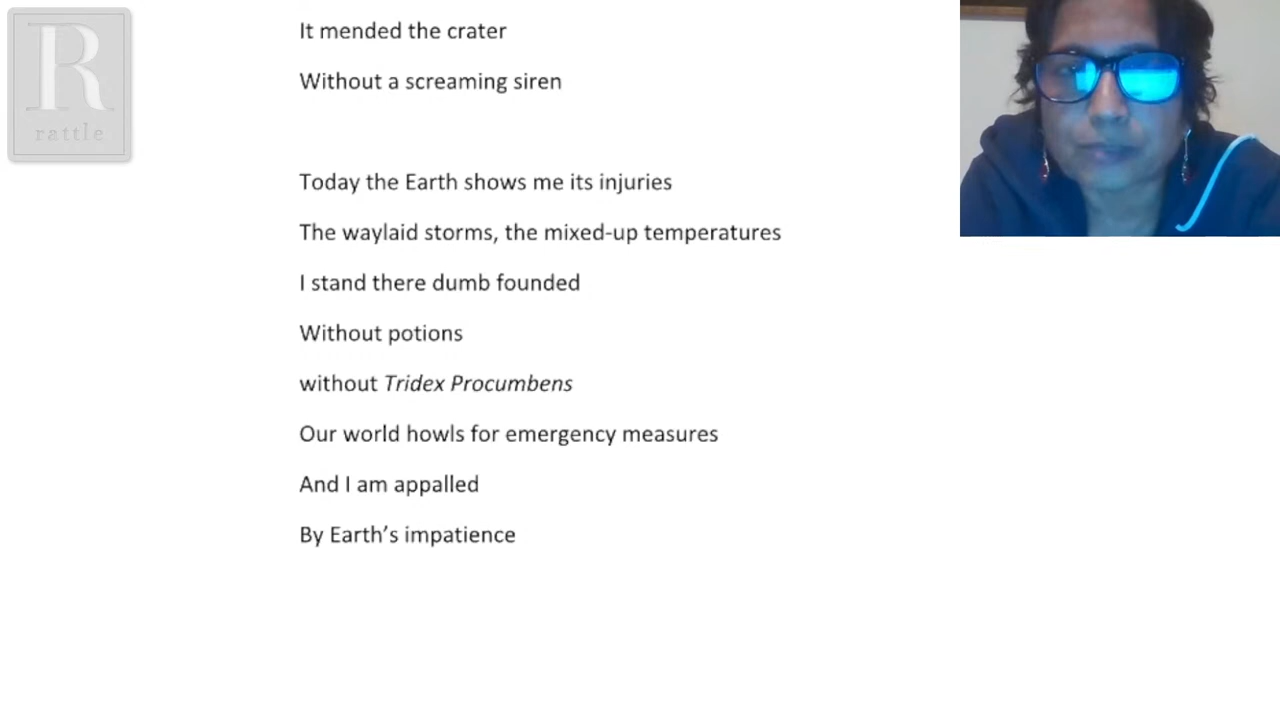 R
rattle
It mended the crater
Without a screaming siren
Today the Earth shows me its injuries
The waylaid storms, the mixed-up temperatures
I stand there dumb founded
Without potions
without Tridex Procumbens
Our world howls for emergency measures
And I am appalled
By Earth’s impatience